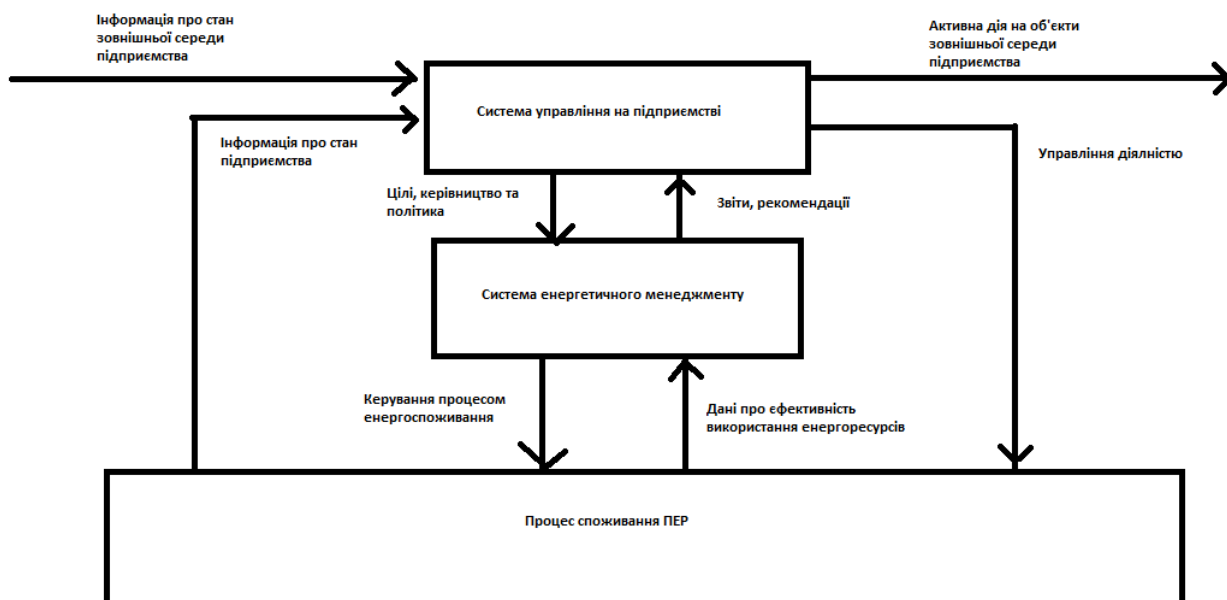 Інформація про стан
зовнішньої середи
підприємства
Активна дія на об'єкти
зовнішньої середи
підприємства
Система управління на підприємстві
Інформація про стан
підприємства
Управління діялністю
Цілі, керівництво та
політика
Звіти, рекомендації
Система енергетичного менеджменту
Керування процесом
енергоспоживання
Дані про єфективність
використання енергоресурсів
Процес споживання ПЕР